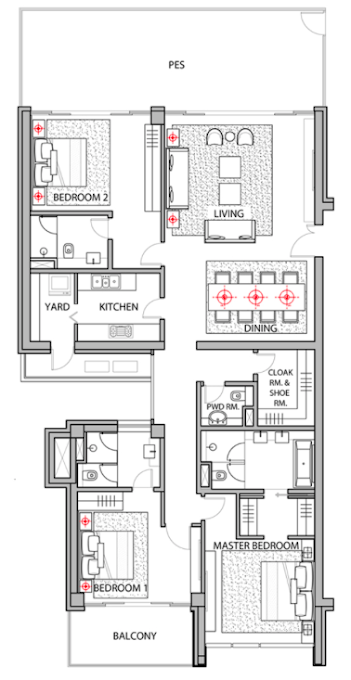 PES
BEDROOM 2
LIVING
YARD
KITCHEN
DINING
CLOAK
RM. &
SHOE
RM.
PWD RM.
MASTER BEDROOM
BEDROOM 1
BALCONY